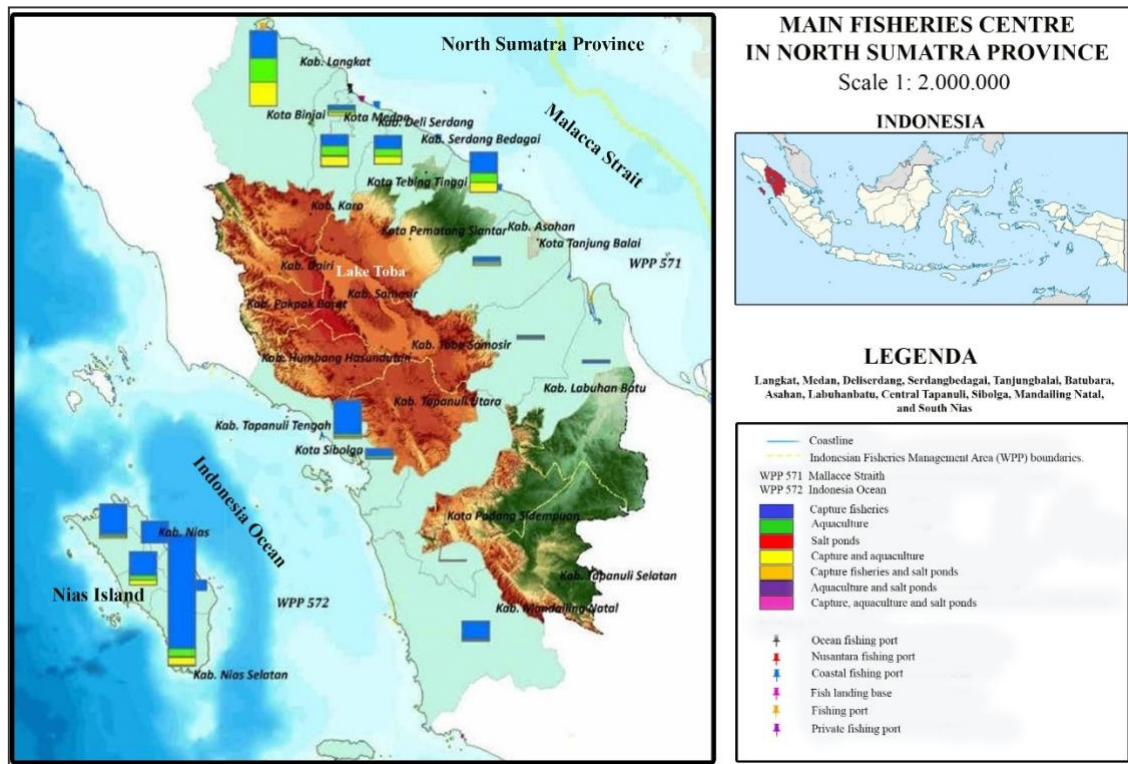 North Sumatra Province
Kab. Langkat
Kota Binjai
Kota Medan
Kab. Deli Serdang
Kab. Serdang Bedagai
Malacca Strait
Kota Tebing Tinggi
Kab. Karo
Kota Pematang Siantar
Kab. Asahan
Kota Tanjung Balai
WPP 571
Kab. Dairi
Lake Toba
Kab. Samosir
Kab. Pakpak Barat
Kab. Toba Samosir
Kab. Humbang Hasundutan
Kab. Labuhan Batu
Kab. Tapanuli Utara
Kab. Tapanuli Tengah
Kota Sibolga
Indonesia Ocean
Kota Padang Sidempuan
Kab. Nias
Kab. Tapanuli Selatan
Nias Island
WPP 572
Kab. Mandailing Natal
Kab. Nias Selatan
MAIN FISHERIES CENTRE
IN NORTH SUMATRA PROVINCE
Scale 1: 2.000.000
INDONESIA
LEGENDA
Langkat, Medan, Deliserdang, Serdangbedagai, Tanjungbalai, Batubara,
Asahan, Labuhanbatu, Central Tapanuli, Sibolga, Mandailing Natal,
and South Nias
Coastline
Indonesian Fisheries Management Area (WPP) boundaries.
WPP 571 Mallacce Straith
WPP 572 Indonesia Ocean
Capture fisheries
Aquaculture
Salt ponds
Capture and aquaculture
Capture fisheries and salt ponds
Aquaculture and salt ponds
Capture, aquaculture and salt ponds
Ocean fishing port
Nusantara fishing port
Coastal fishing port
Fish landing base
Fishing port
Private fishing port